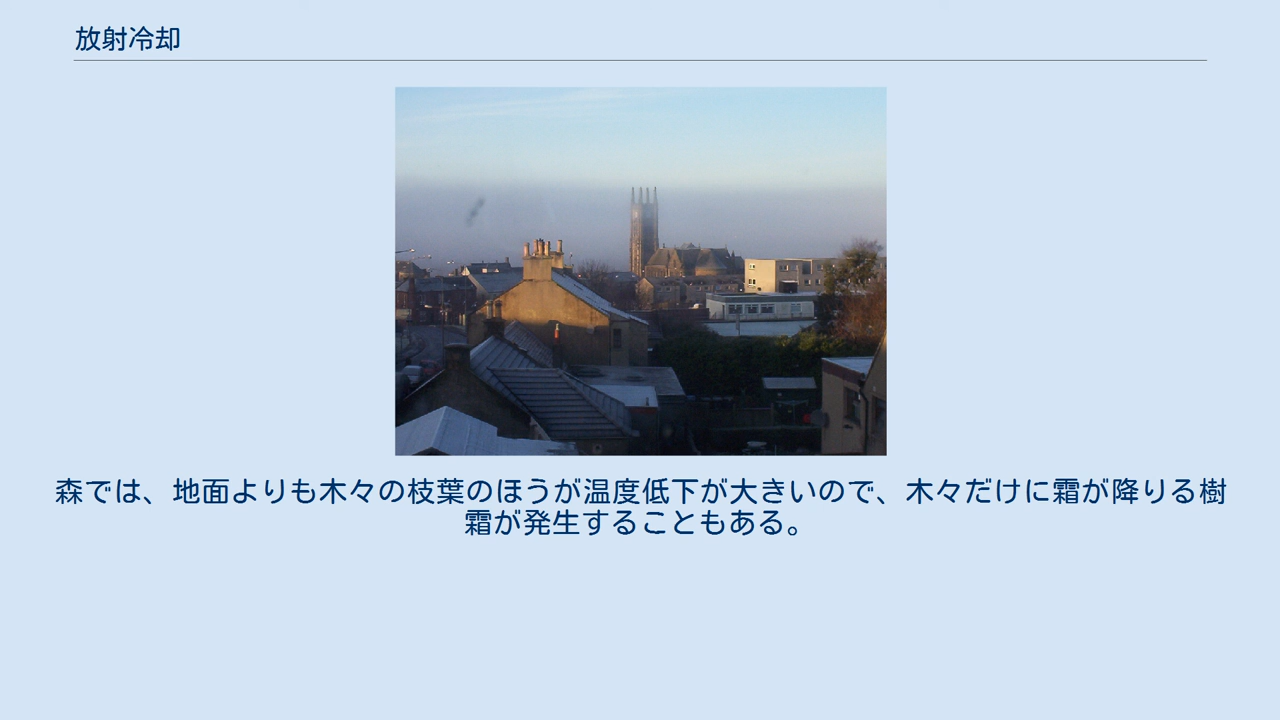 放射冷却
森では、地面よりも木々の枝葉のほうが温度低下が大きいので、木々だけに霜が降りる樹
霜が発生することもある。